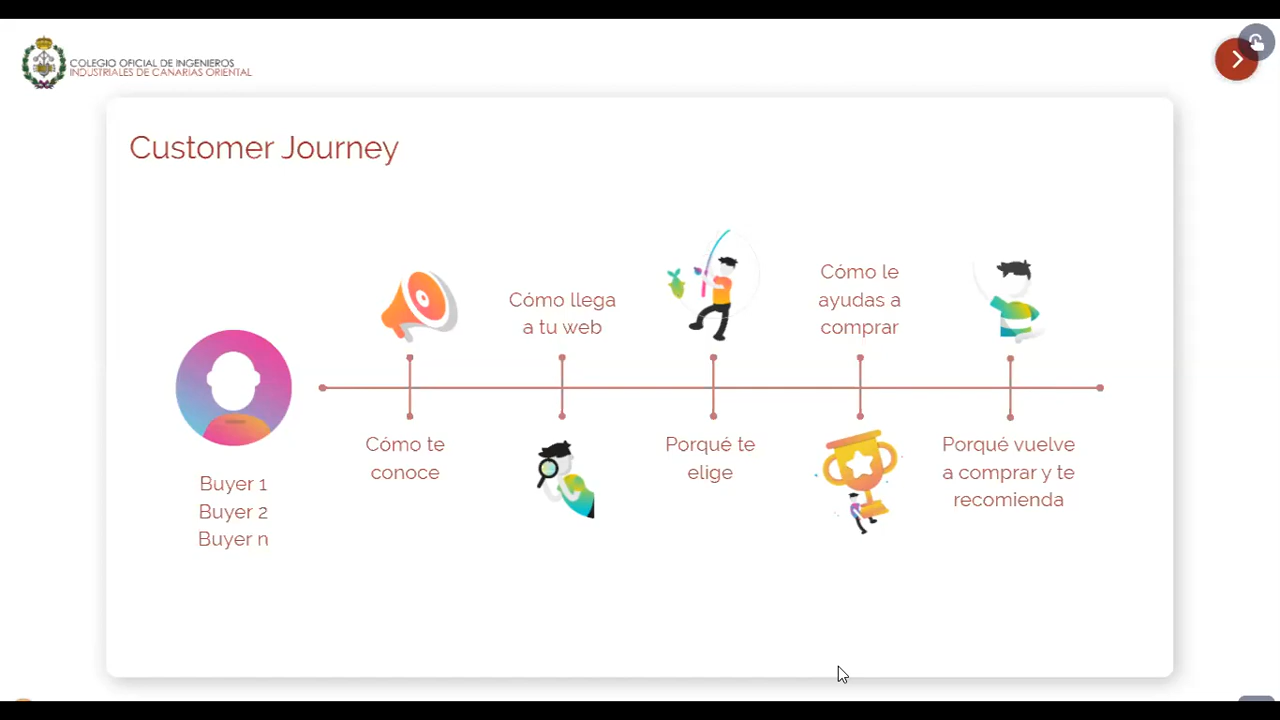 COLEGIO OFICIAL DE INGENIEROS
INDUSTRIALES DE CANARIAS ORIENTAL
Customer Journey
Buyer 1
Buyer 2
Buyer n
Cómo te
conoce
Cómo llega
a tu web
Porqué te
elige
Cómo le
ayudas a
comprar
Porqué vuelve
a comprar y te
recomienda